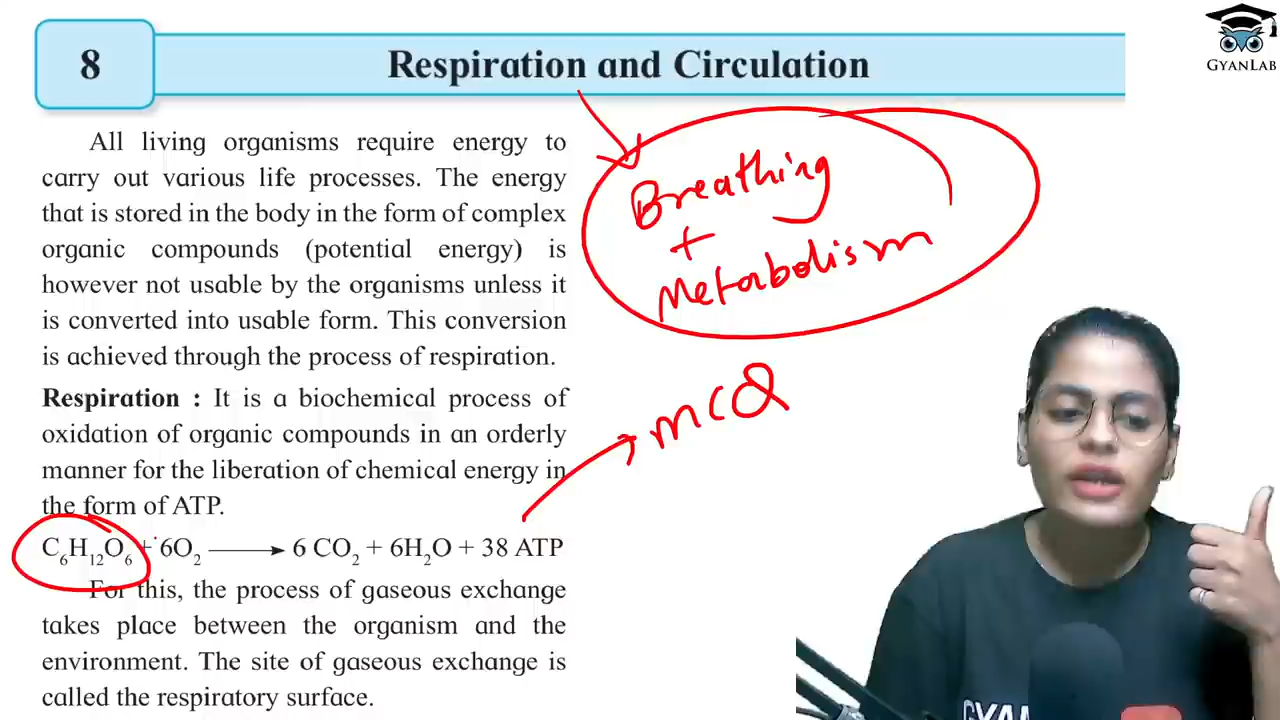 8
Respiration and Circulation
GYANLAB
All living organisms require energy to
carry out various life processes. The energy
that is stored in the body in the form of complex
organic compounds (potential energy) is
however not usable by the organisms unless it
is converted into usable form. This conversion
is achieved through the process of respiration.
Respiration : It is a biochemical process of
oxidation of organic compounds in an orderly
manner for the liberation of chemical energy in
the form of ATP.
C₆H₁₂O₆ + 6O₂ ⟶ 6 CO₂ + 6H₂O + 38 ATP
For this, the process of gaseous exchange
takes place between the organism and the
environment. The site of gaseous exchange is
called the respiratory surface.
Breathing
+
Metabolism
MCQ
GYAN